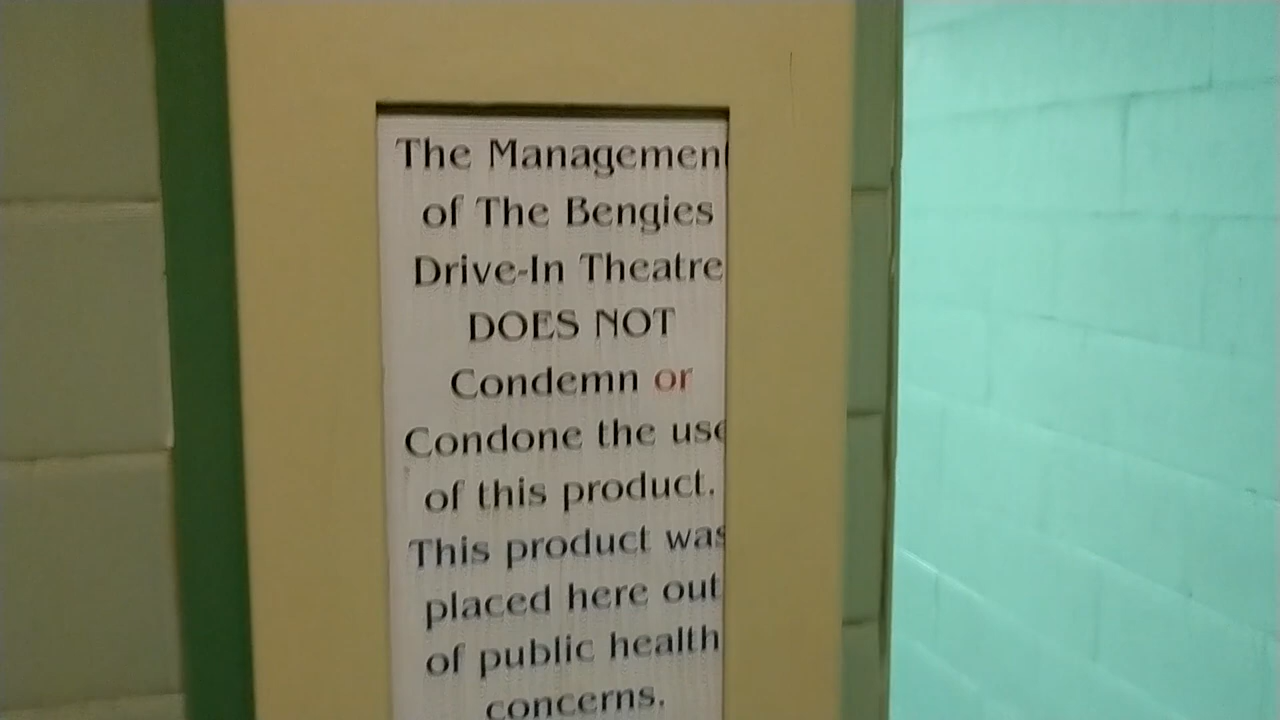 The Management
of The Bengies
Drive-In Theatre
DOES NOT
Condemn or
Condone the use
of this product.
This product was
placed here out
of public health
concerns.